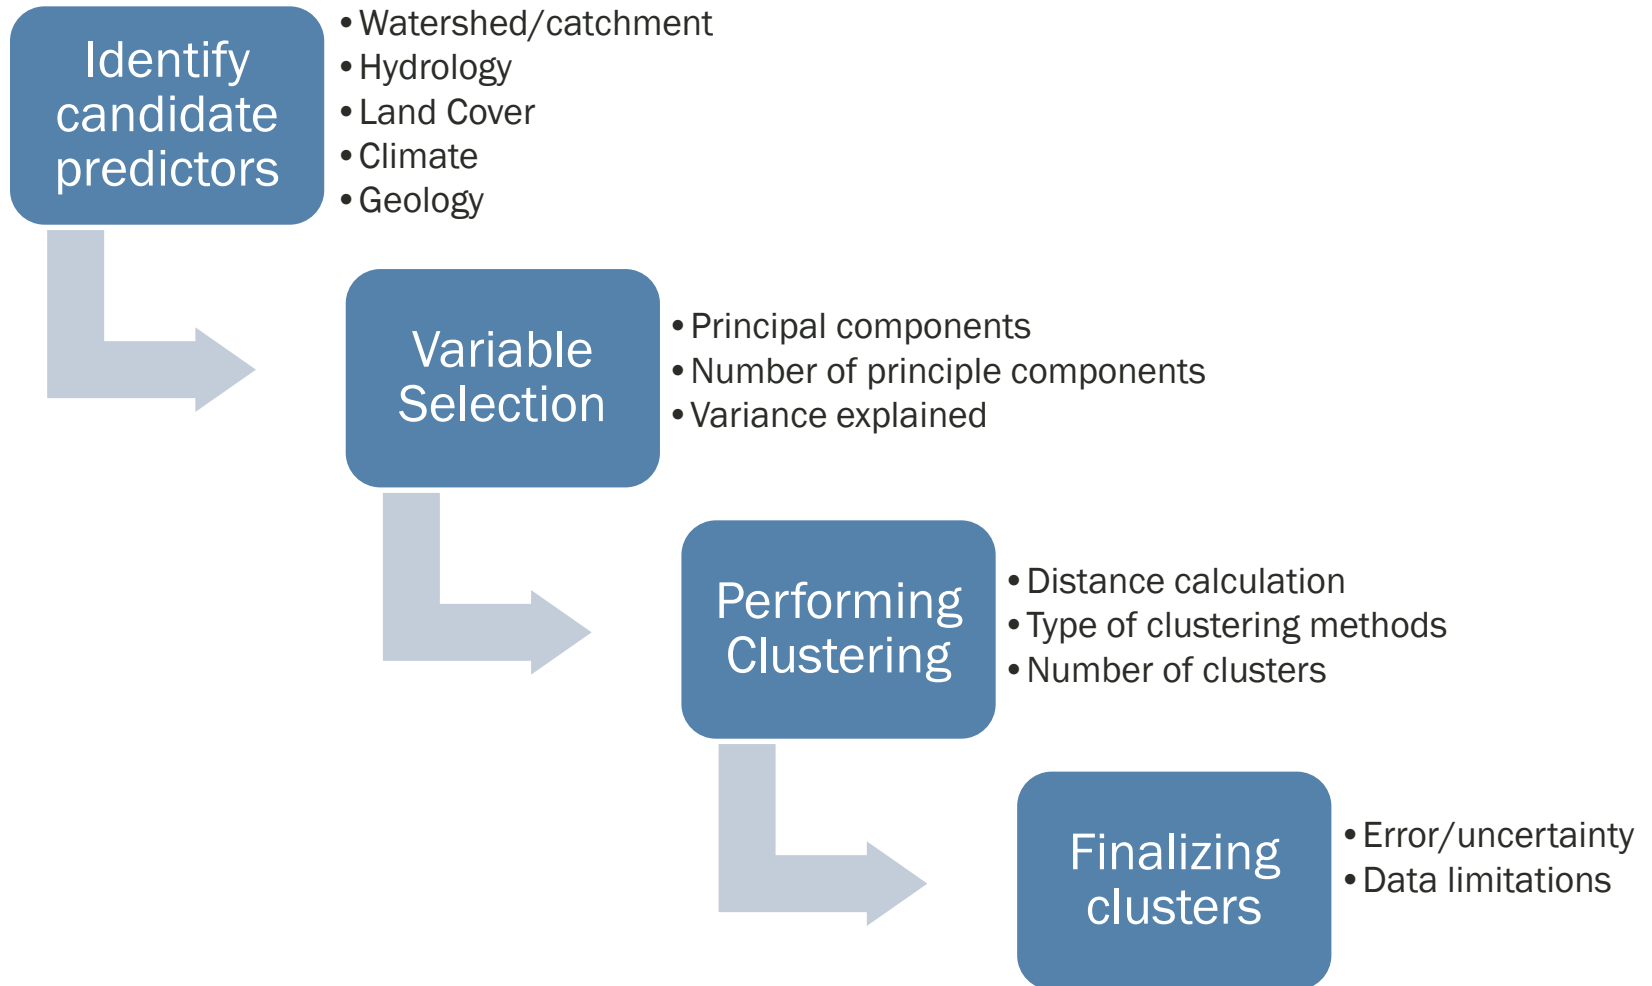 Identify
candidate
predictors
•Watershed/catchment
•Hydrology
•Land Cover
•Climate
•Geology
Variable
Selection
•Principal components
•Number of principle components
•Variance explained
Performing
Clustering
•Distance calculation
•Type of clustering methods
•Number of clusters
Finalizing
clusters
•Error/uncertainty
•Data limitations